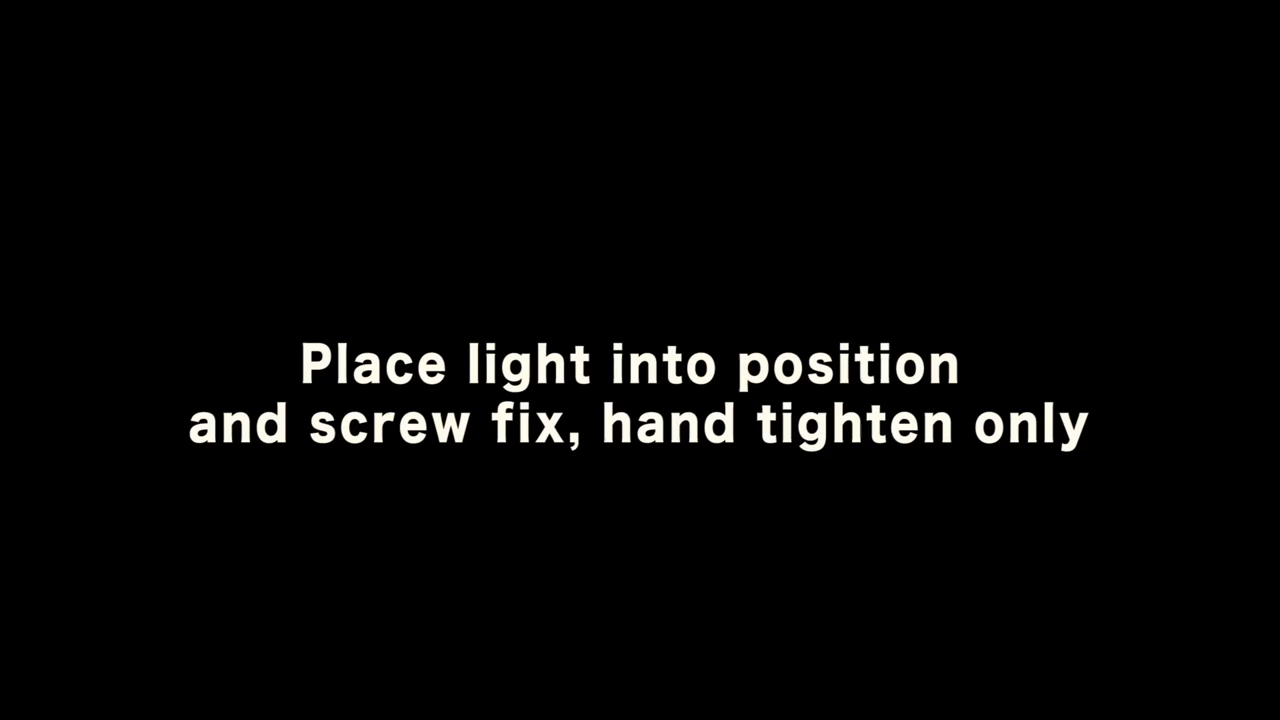 Place light into position
and screw fix, hand tighten only